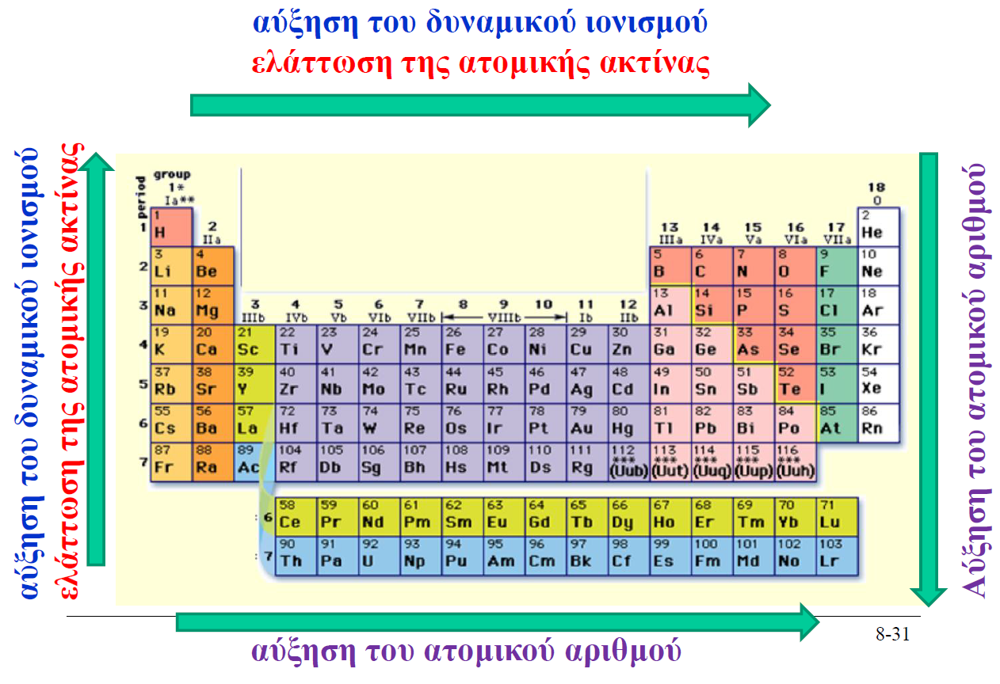 αύξηση του δυναμικού ιονισμού
ελάττωση της ατομικής ακτίνας
αύξηση του δυναμικού ιονισμού
ελάττωση της ατομικής ακτίνας
Αύξηση του ατομικού αριθμού
period
group
1*
Ia**
18
0
1 2
1 H He
2
IIa
13 14 15 16 17
IIIa IVa Va VIa VIIa
3 4 5 6 7 8 9 10
2 Li Be B C N O F Ne
11 12 13 14 15 16 17 18
3 Na Mg Al Si P S Cl Ar
3 4 5 6 7 8 9 10 11 12
IIIb IVb Vb VIb VIIb VIIIb Ib IIb
19 20 21 22 23 24 25 26 27 28 29 30 31 32 33 34 35 36
4 K Ca Sc Ti V Cr Mn Fe Co Ni Cu Zn Ga Ge As Se Br Kr
37 38 39 40 41 42 43 44 45 46 47 48 49 50 51 52 53 54
5 Rb Sr Y Zr Nb Mo Tc Ru Rh Pd Ag Cd In Sn Sb Te I Xe
55 56 57 72 73 74 75 76 77 78 79 80 81 82 83 84 85 86
6 Cs Ba La Hf Ta W Re Os Ir Pt Au Hg Tl Pb Bi Po At Rn
87 88 89 104 105 106 107 108 109 110 111 112 113 114 115 116
*** *** *** *** ***
7 Fr Ra Ac Rf Db Sg Bh Hs Mt Ds Rg (Uub) (Uut) (Uuq) (Uup) (Uuh)
58 59 60 61 62 63 64 65 66 67 68 69 70 71
: 6 Ce Pr Nd Pm Sm Eu Gd Tb Dy Ho Er Tm Yb Lu
90 91 92 93 94 95 96 97 98 99 100 101 102 103
: 7 Th Pa U Np Pu Am Cm Bk Cf Es Fm Md No Lr
8-31
αύξηση του ατομικού αριθμού